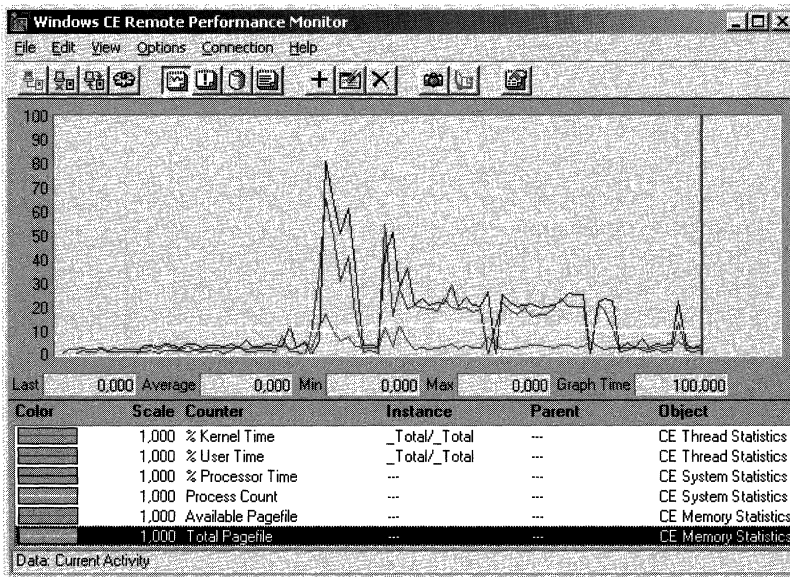 Windows CE Remote Performance Monitor
File Edit View Options Connection Help
100
90
80
70
60
50
40
30
20
10
0
Last 0,000 Average 0,000 Min 0,000 Max 0,000 Graph Time 100,000
Color Scale Counter Instance Parent Object
1,000 % Kernel Time _Total/_Total --- CE Thread Statistics
1,000 % User Time _Total/_Total --- CE Thread Statistics
1,000 % Processor Time --- --- CE System Statistics
1,000 Process Count --- --- CE System Statistics
1,000 Available Pagefile --- --- CE Memory Statistics
1,000 Total Pagefile --- --- CE Memory Statistics
Data: Current Activity